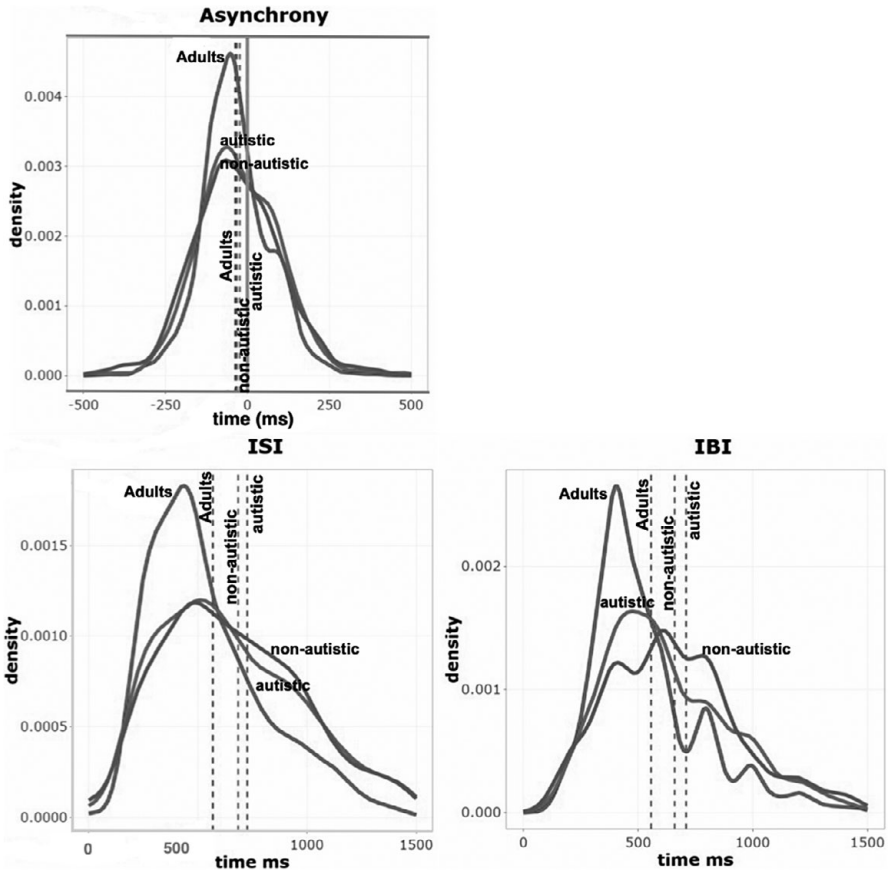 Asynchrony
Adults
0.004
autistic
0.003
non-autistic
density
0.002
Adults
autistic
0.001
non-autistic
0.000
-500
-250
0
250
500
time (ms)
ISI
Adults
Adults
non-autistic
autistic
0.0015
0.0010
density
non-autistic
autistic
0.0005
0.0000
0
500
1000
1500
time ms
IBI
Adults
Adults
non-autistic
autistic
0.002
autistic
density
non-autistic
0.001
0.000
0
500
1000
1500
time ms